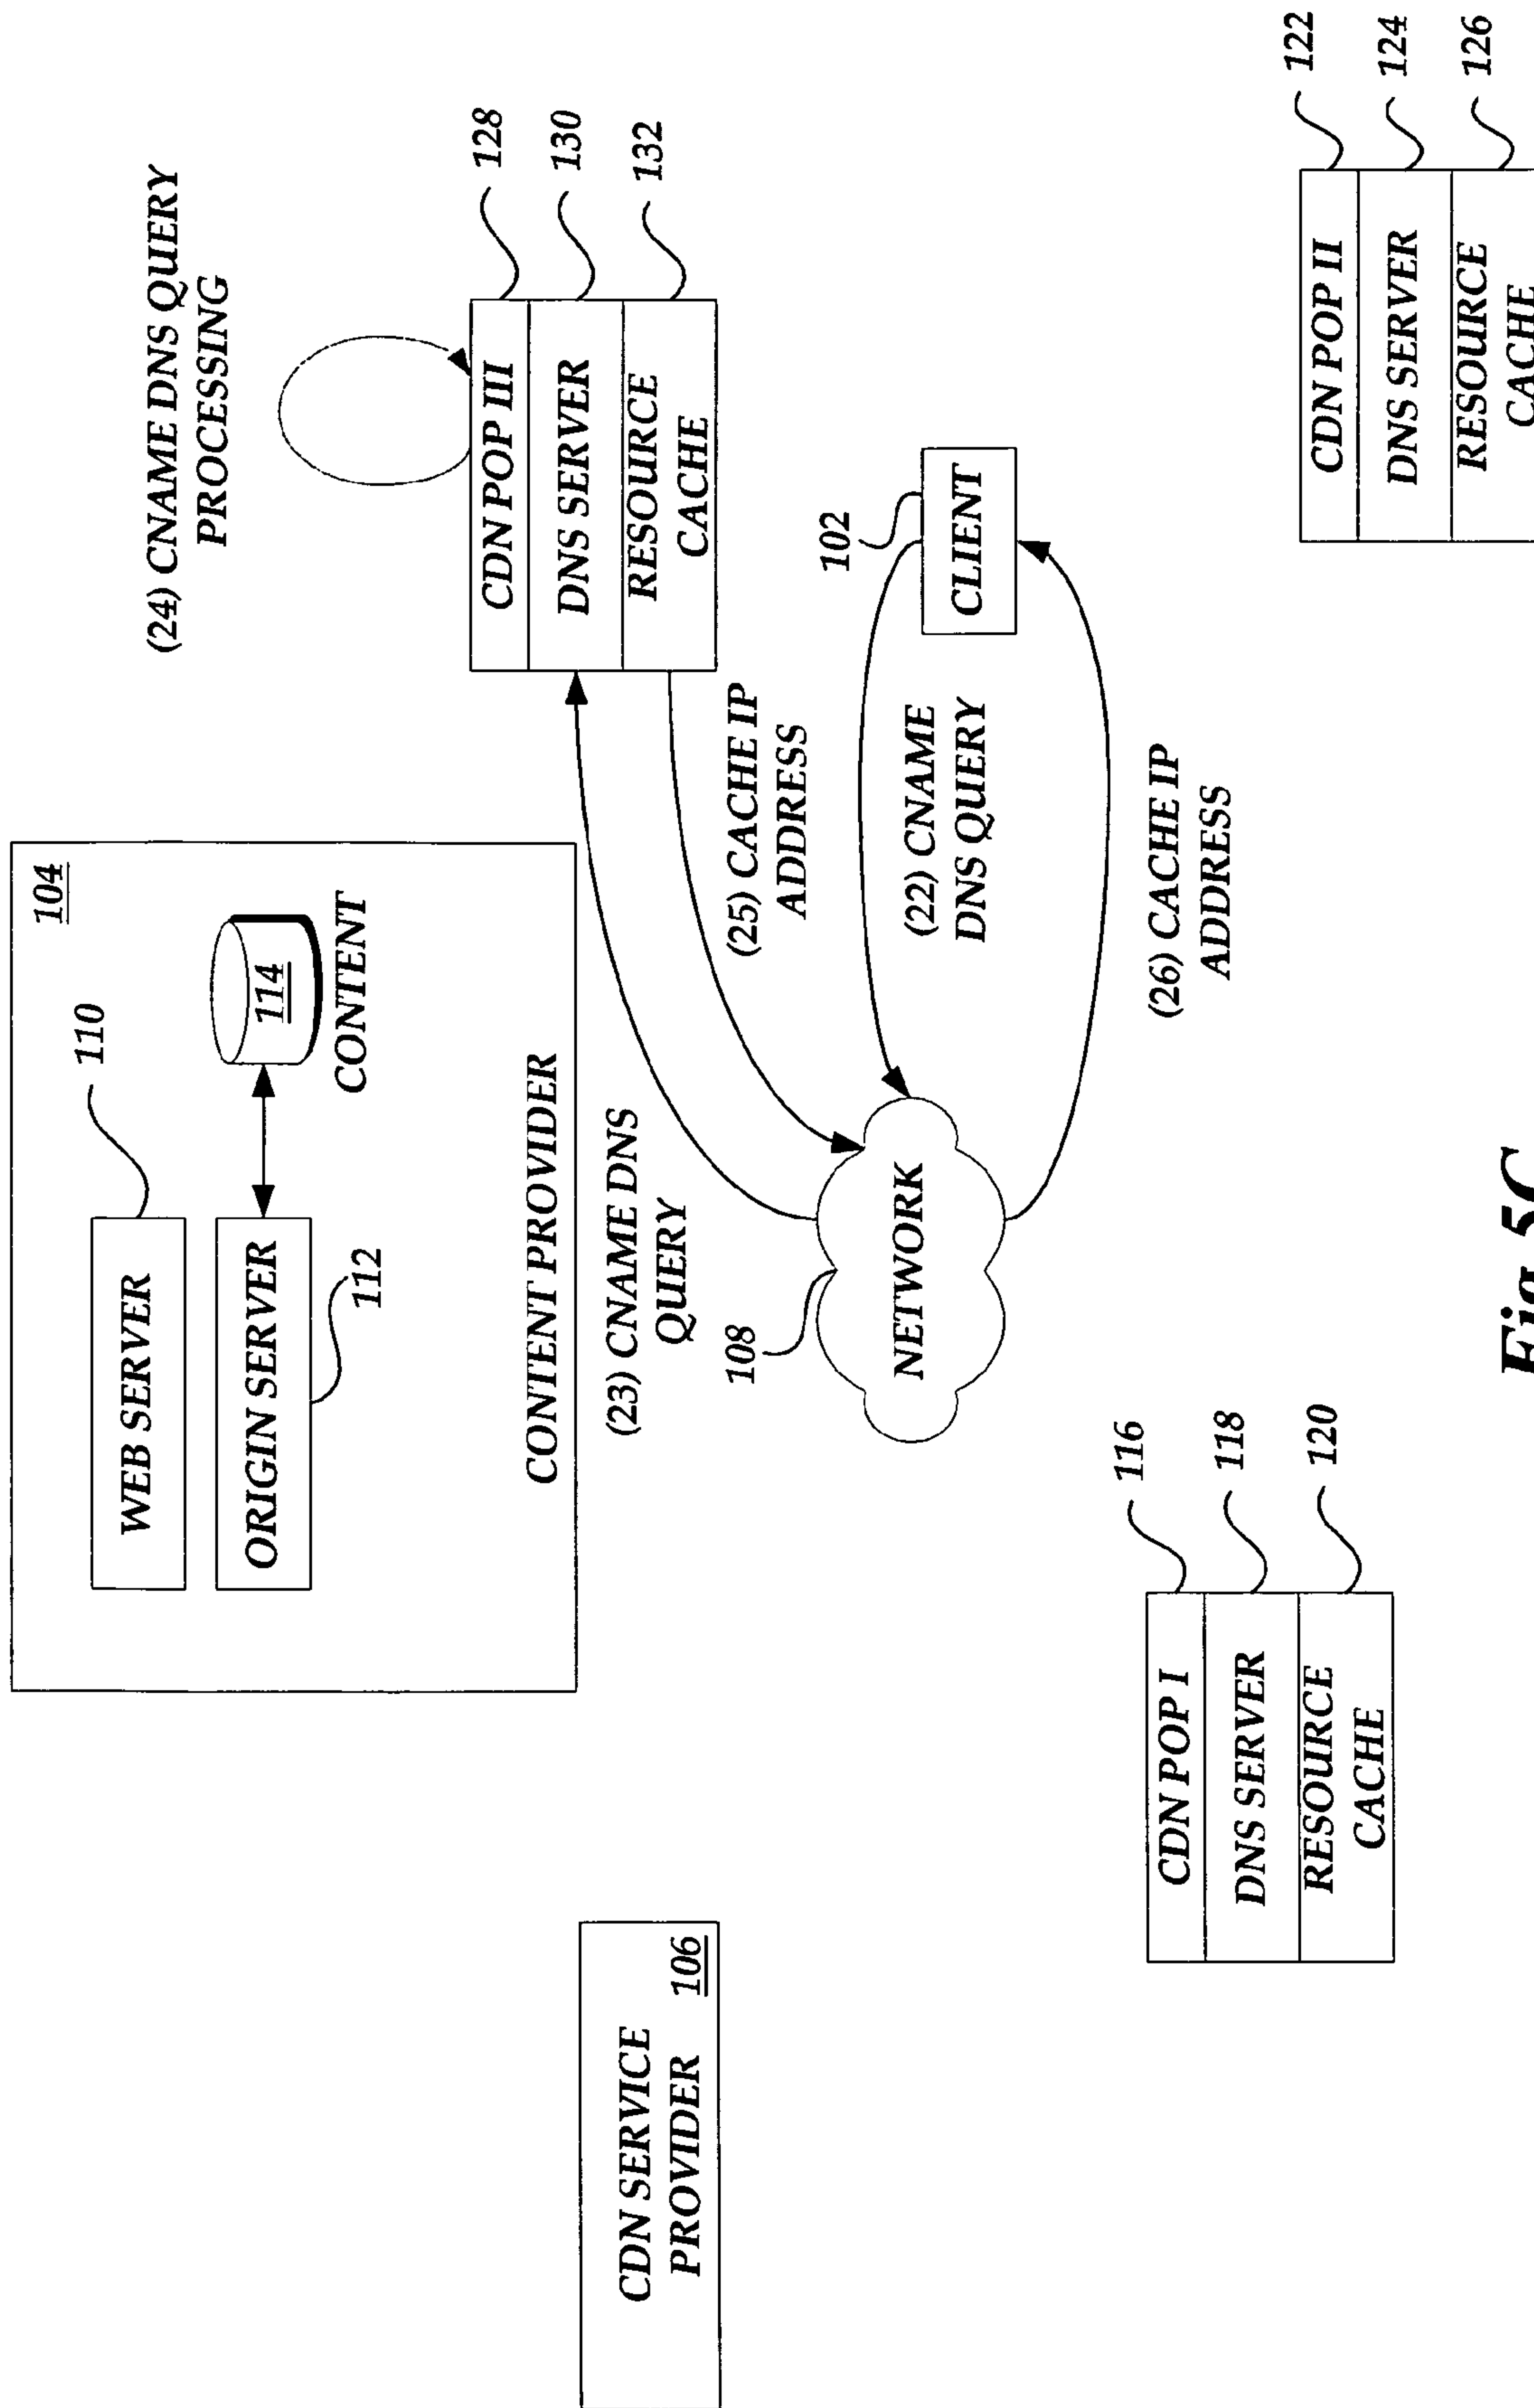 104
110
WEB SERVER
ORIGIN SERVER
112
114
CONTENT
CONTENT PROVIDER
(24) CNAME DNS QUERY
PROCESSING
128
130
132
CDN POP III
DNS SERVER
RESOURCE
CACHE
CDN SERVICE
PROVIDER
106
(23) CNAME DNS
QUERY
(25) CACHE IP
ADDRESS
108
NETWORK
(22) CNAME
DNS QUERY
102
CLIENT
(26) CACHE IP
ADDRESS
116
118
120
CDN POP I
DNS SERVER
RESOURCE
CACHE
122
124
126
CDN POP II
DNS SERVER
RESOURCE
CACHE
Fig.5C.